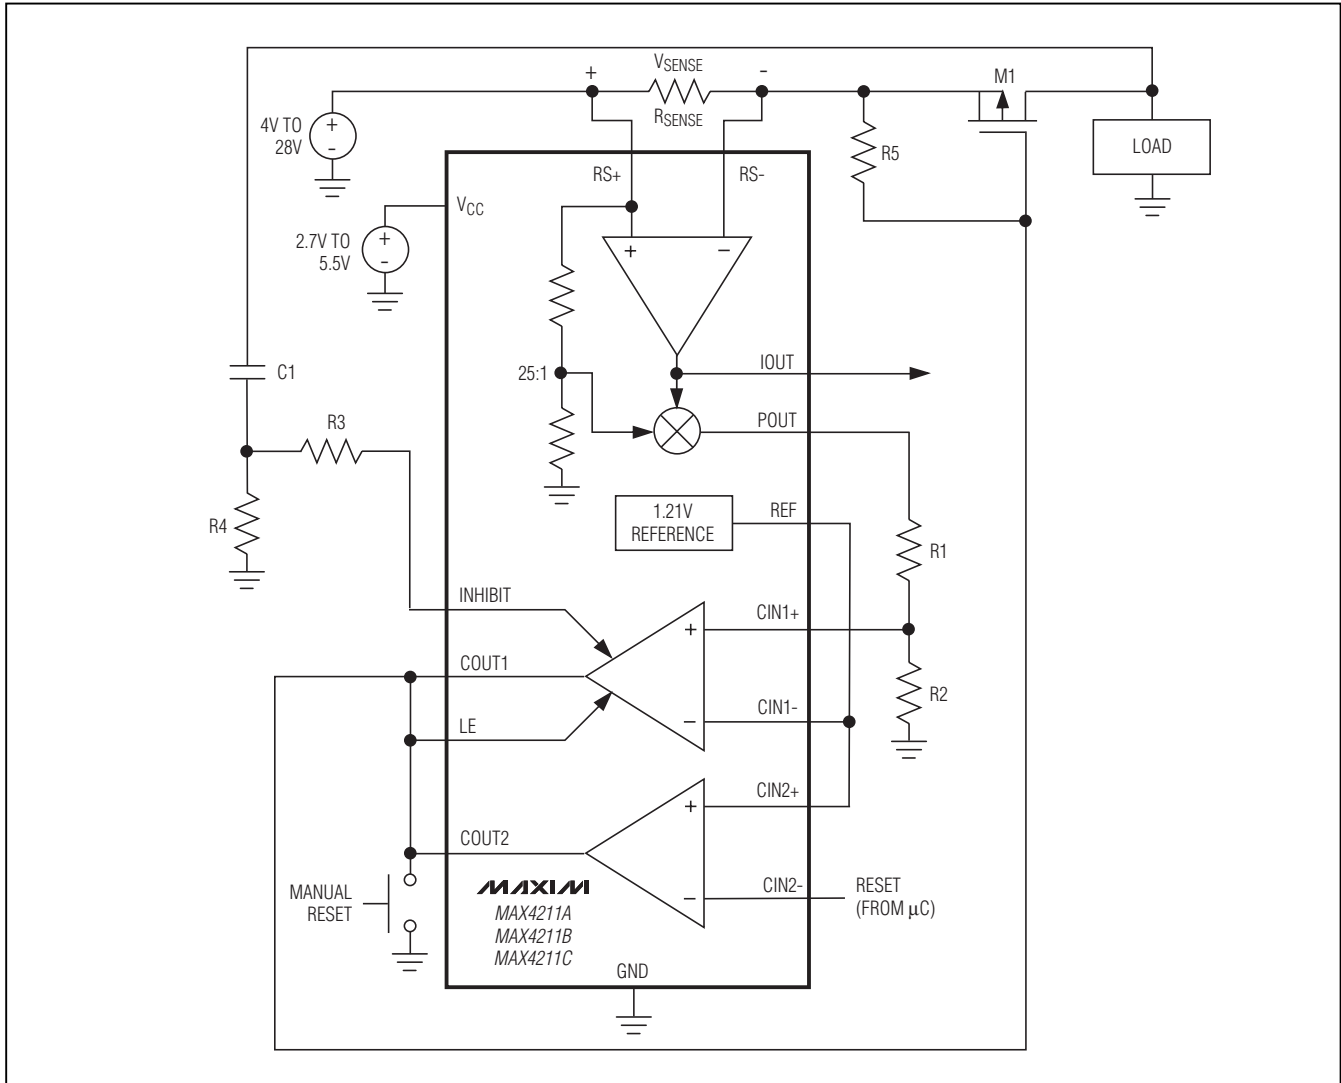 VSENSE
+
-
M1
4V TO
28V
+
-
RSENSE
R5
LOAD
RS+
RS-
VCC
2.7V TO
5.5V
+
-
+
−
C1
25:1
IOUT
R3
POUT
R4
1.21V
REFERENCE
REF
R1
INHIBIT
CIN1+
+
COUT1
R2
CIN1-
−
LE
CIN2+
+
COUT2
MANUAL
RESET
MAXIM
MAX4211A
MAX4211B
MAX4211C
CIN2-
−
RESET
(FROM µC)
GND